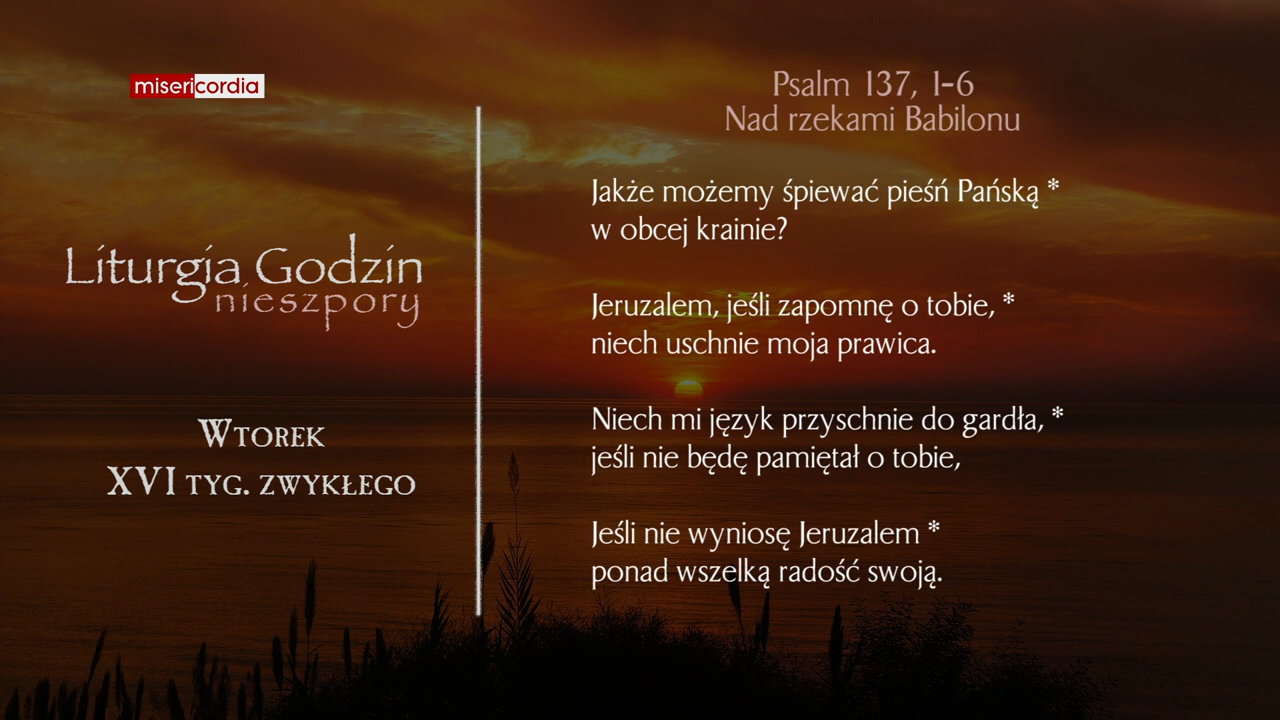 misericordia
Liturgia Godzin
nieszpory
Wtorek
XVI tyg. zwykłego
Psalm 137, 1-6
Nad rzekami Babilonu
Jakże możemy śpiewać pieśń Pańską *
w obcej krainie?
Jeruzalem, jeśli zapomnę o tobie, *
niech uschnie moja prawica.
Niech mi język przyschnie do gardła, *
jeśli nie będę pamiętał o tobie,
Jeśli nie wyniosę Jeruzalem *
ponad wszelką radość swoją.